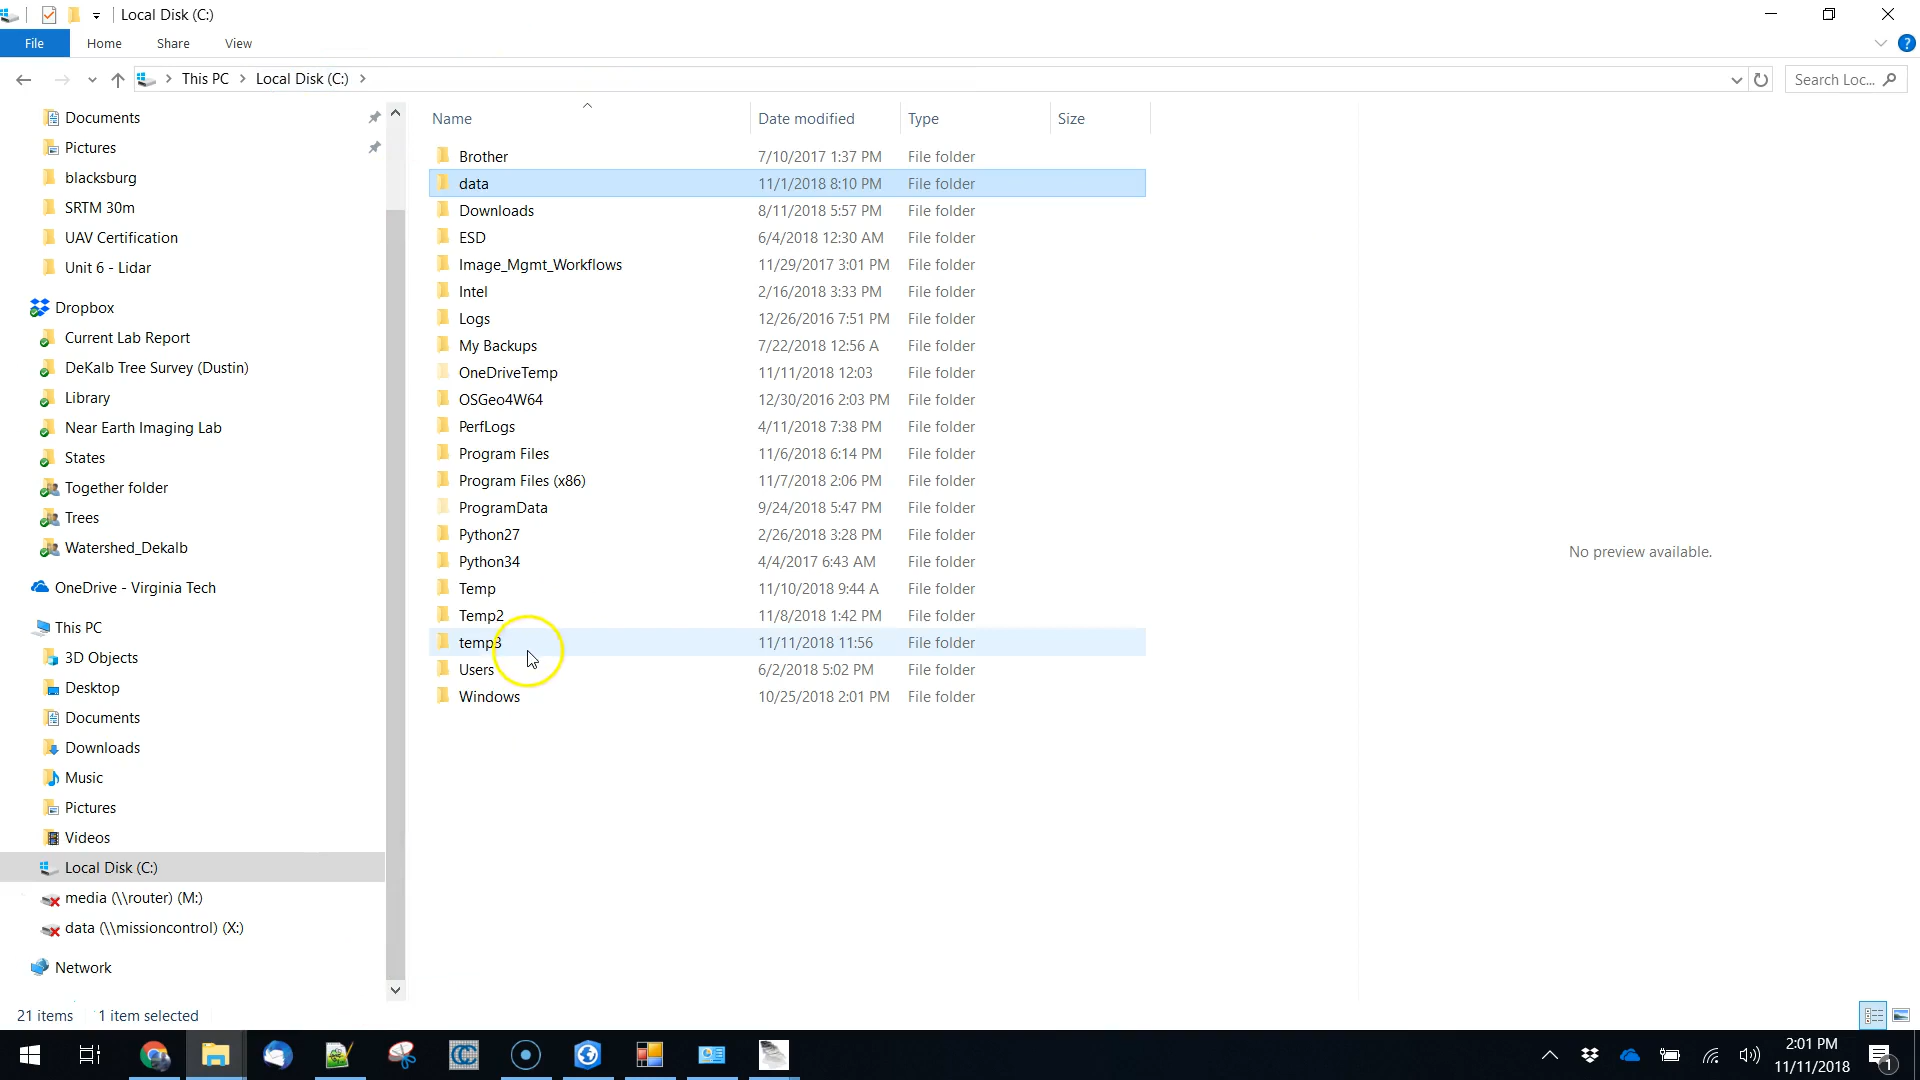 Local Disk (C:)
File Home Share View
This PC Local Disk (C:) Search Loc...
Documents
Pictures
blacksburg
SRTM 30m
UAV Certification
Unit 6 - Lidar
Dropbox
Current Lab Report
DeKalb Tree Survey (Dustin)
Library
Near Earth Imaging Lab
States
Together folder
Trees
Watershed_Dekalb
OneDrive - Virginia Tech
This PC
3D Objects
Desktop
Documents
Downloads
Music
Pictures
Videos
Local Disk (C:)
media (\\router) (M:)
data (\\missioncontrol) (X:)
Network
Name Date modified Type Size
Brother 7/10/2017 1:37 PM File folder
data 11/1/2018 8:10 PM File folder
Downloads 8/11/2018 5:57 PM File folder
ESD 6/4/2018 12:30 AM File folder
Image_Mgmt_Workflows 11/29/2017 3:01 PM File folder
Intel 2/16/2018 3:33 PM File folder
Logs 12/26/2016 7:51 PM File folder
My Backups 7/22/2018 12:56 A File folder
OneDriveTemp 11/11/2018 12:03 File folder
OSGeo4W64 12/30/2016 2:03 PM File folder
PerfLogs 4/11/2018 7:38 PM File folder
Program Files 11/6/2018 6:14 PM File folder
Program Files (x86) 11/7/2018 2:06 PM File folder
ProgramData 9/24/2018 5:47 PM File folder
Python27 2/26/2018 3:28 PM File folder
Python34 4/4/2017 6:43 AM File folder
Temp 11/10/2018 9:44 A File folder
Temp2 11/8/2018 1:42 PM File folder
temp3 11/11/2018 11:56 File folder
Users 6/2/2018 5:02 PM File folder
Windows 10/25/2018 2:01 PM File folder
No preview available.
21 items 1 item selected
2:01 PM
11/11/2018
1